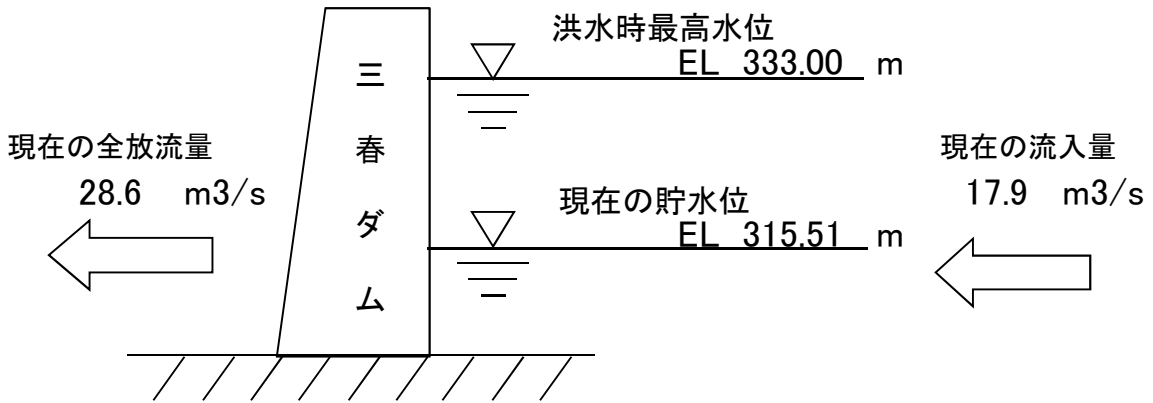 洪水時最高水位
EL 333.00 m
三春ダム
現在の全放流量
28.6 m3/s
現在の貯水位
EL 315.51 m
現在の流入量
17.9 m3/s